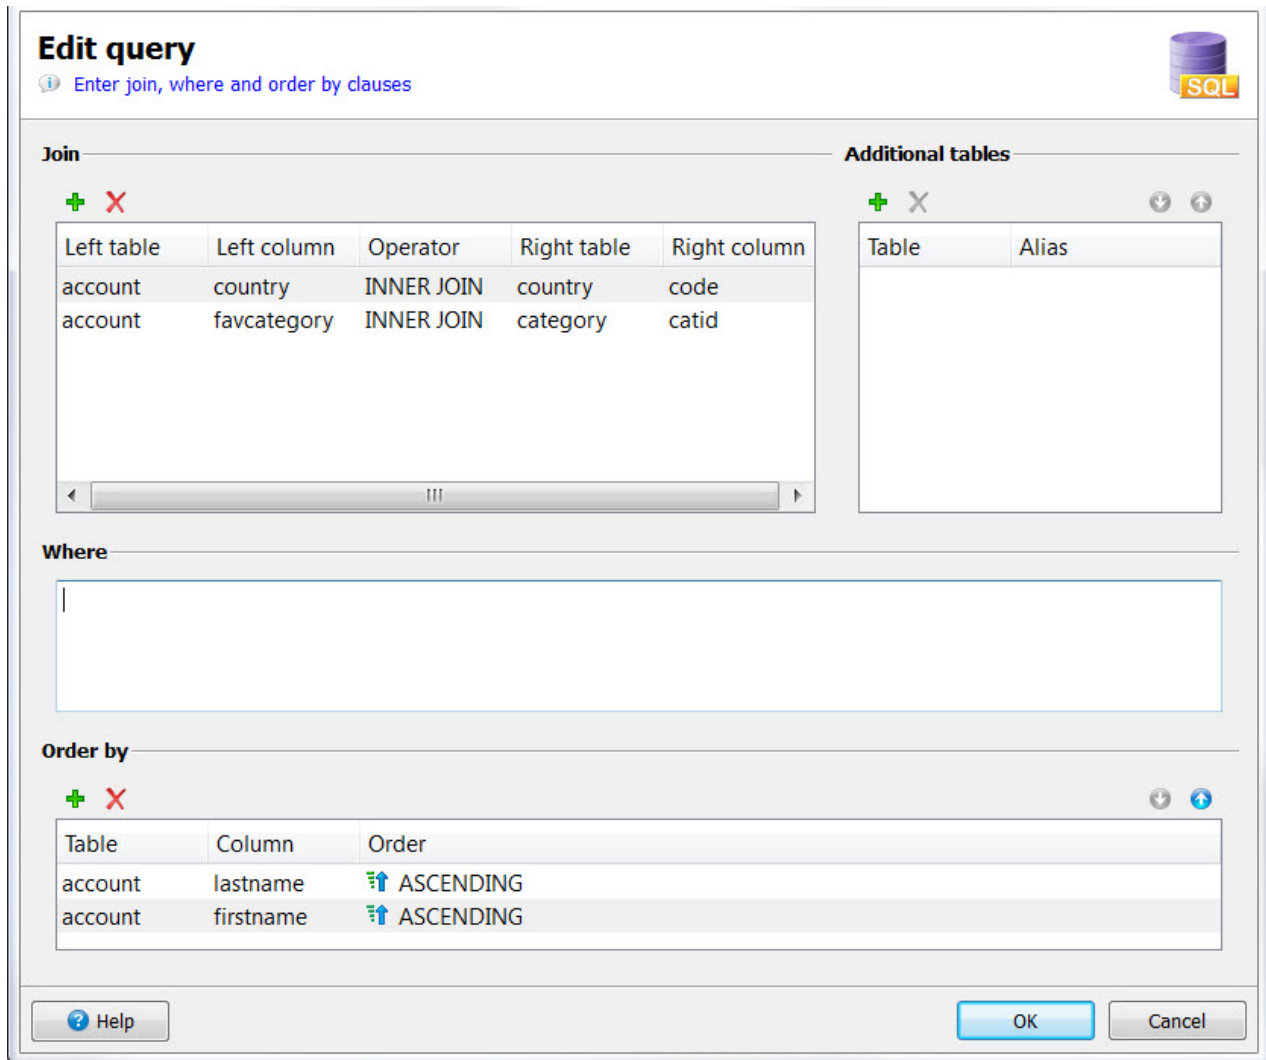 Edit query
Enter join, where and order by clauses
SQL
Join
Additional tables
Left table Left column Operator Right table Right column
account country INNER JOIN country code
account favcategory INNER JOIN category catid
Table Alias
Where
Order by
Table Column Order
account lastname ASCENDING
account firstname ASCENDING
Help
OK
Cancel